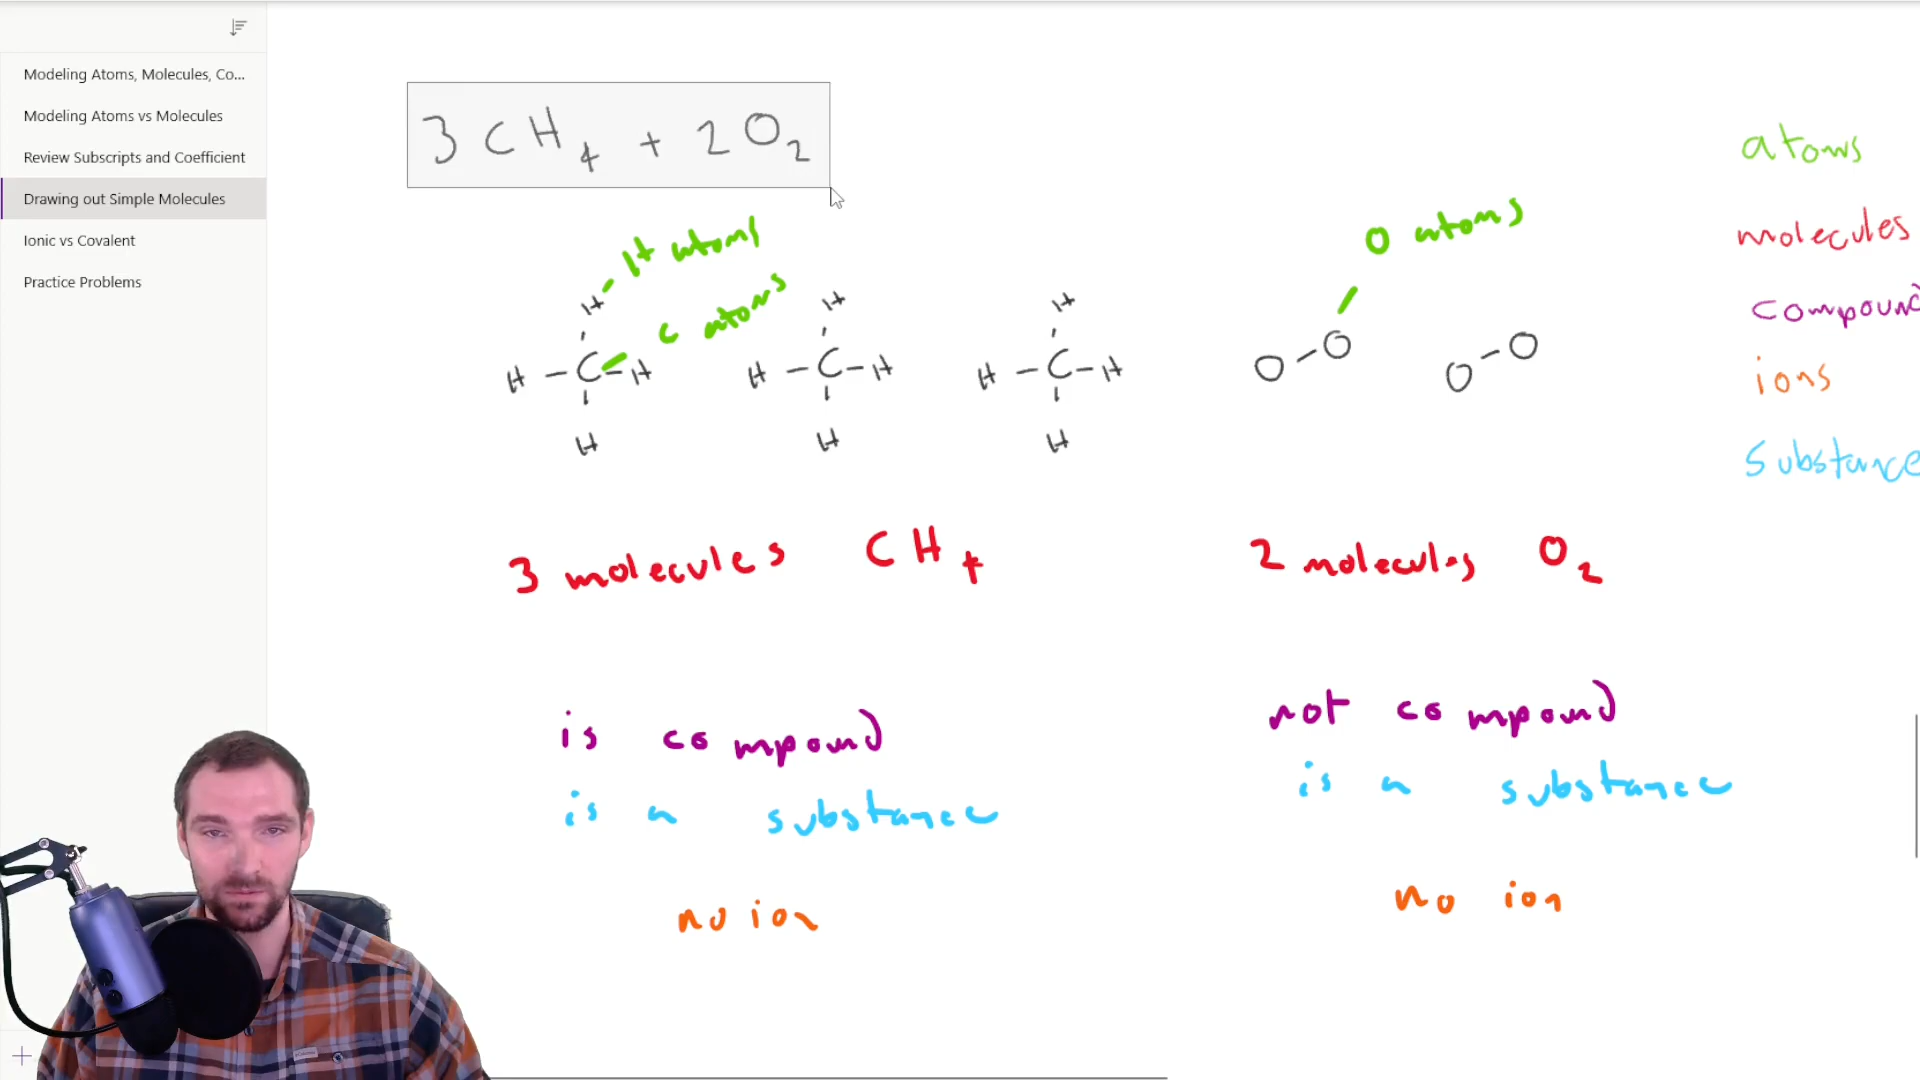 Modeling Atoms, Molecules, Co...
Modeling Atoms vs Molecules
Review Subscripts and Coefficient
Drawing out Simple Molecules
Ionic vs Covalent
Practice Problems
3 CH₄ + 2 O₂
H atoms
C atoms
O atoms
H H H
H – C – H H – C – H H – C – H O – O O – O
H H H
3 molecules CH₄ 2 molecules O₂
is compound not compound
is a substance is a substance
no ion no ion
atoms
molecules
compound
ions
substance